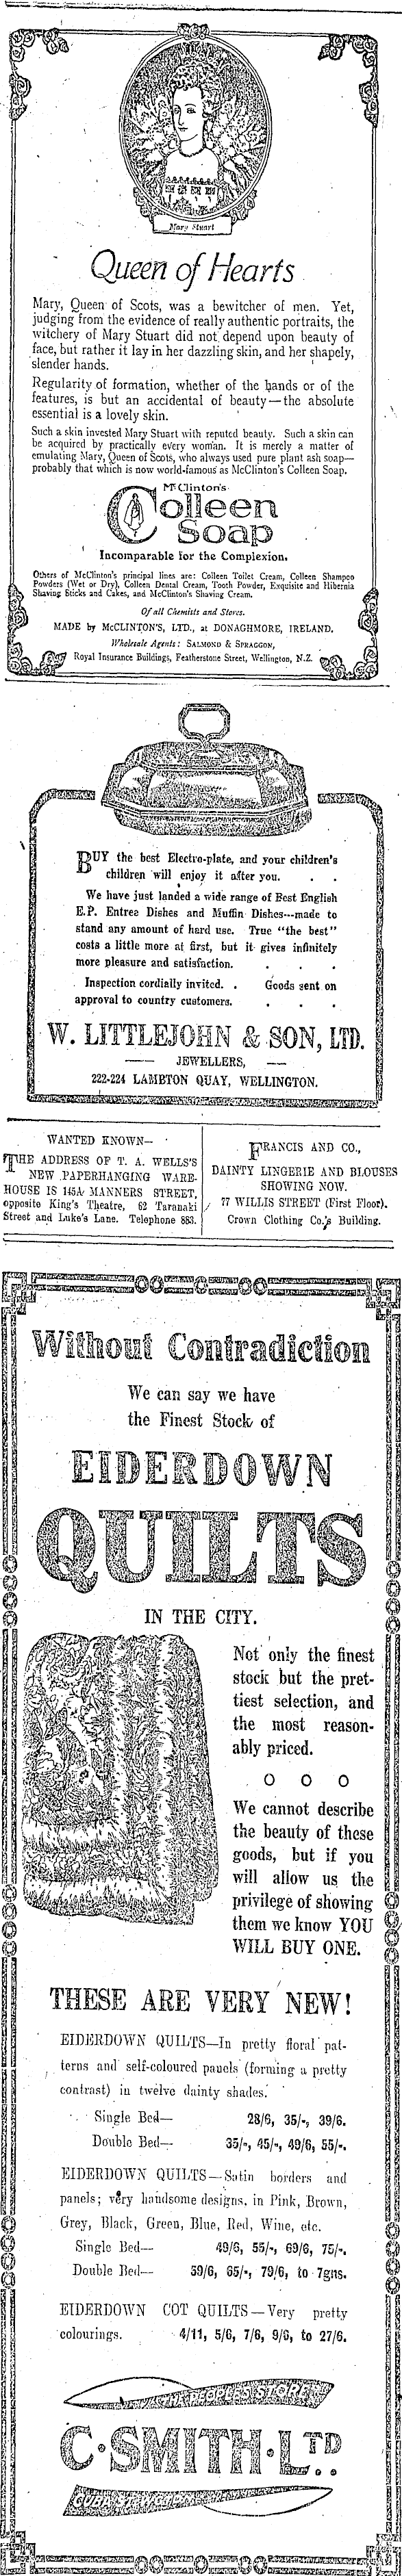 Mary Stuart
Queen of Hearts
Mary, Queen of Scots, was a bewitcher of men. Yet,
judging from the evidence of really authentic portraits, the
witchery of Mary Stuart did not depend upon beauty of
face, but rather it lay in her dazzling skin, and her shapely,
slender hands.
Regularity of formation, whether of the hands or of the
features, is but an accidental of beauty—the absolute
essential is a lovely skin.
Such a skin invested Mary Stuart with reputed beauty. Such a skin can
be acquired by practically every woman. It is merely a matter of
emulating Mary, Queen of Scots, who always used pure plant ash soap—
probably that which is now world-famous as McClinton's Colleen Soap.
McClinton's
Colleen
Soap
Incomparable for the Complexion.
Others of McClinton's principal lines are: Colleen Toilet Cream, Colleen Shampoo
Powders (Wet or Dry), Colleen Dental Cream, Tooth Powder, Exquisite and Hibernia
Shaving Sticks and Cakes, and McClinton's Shaving Cream.
Of all Chemists and Stores.
MADE by McCLINTON'S, LTD., at DONAGHMORE, IRELAND.
Wholesale Agents: SALMOND & SPRAGGON,
Royal Insurance Buildings, Featherstone Street, Wellington, N.Z.
BUY the best Electro-plate, and your children's
children will enjoy it after you. . .
We have just landed a wide range of Best English
E.P. Entree Dishes and Muffin Dishes---made to
stand any amount of hard use. True "the best"
costs a little more at first, but it gives infinitely
more pleasure and satisfaction. . . .
Inspection cordially invited. . Goods sent on
approval to country customers. . . .
W. LITTLEJOHN & SON, LTD.
JEWELLERS,
222-224 LAMBTON QUAY, WELLINGTON.
WANTED KNOWN—
THE ADDRESS OF T. A. WELLS'S
NEW PAPERHANGING WARE-
HOUSE IS 145A MANNERS STREET,
opposite King's Theatre, 62 Taranaki
Street and Luke's Lane. Telephone 883.
FRANCIS AND CO.,
DAINTY LINGERIE AND BLOUSES
SHOWING NOW.
77 WILLIS STREET (First Floor).
Crown Clothing Co.'s Building.
Without Contradiction
We can say we have
the Finest Stock of
EIDERDOWN
QUILTS
IN THE CITY.
Not only the finest
stock but the pret-
tiest selection, and
the most reason-
ably priced.
O O O
We cannot describe
the beauty of these
goods, but if you
will allow us the
privilege of showing
them we know YOU
WILL BUY ONE.
THESE ARE VERY NEW!
EIDERDOWN QUILTS—In pretty floral pat-
terns and self-coloured panels (forming a pretty
contrast) in twelve dainty shades.
Single Bed— 28/6, 35/-, 39/6.
Double Bed— 35/-, 45/-, 49/6, 55/-.
EIDERDOWN QUILTS—Satin borders and
panels; very handsome designs, in Pink, Brown,
Grey, Black, Green, Blue, Red, Wine, etc.
Single Bed— 49/6, 55/-, 69/6, 75/-.
Double Bed— 59/6, 65/-, 79/6, to 7gns.
EIDERDOWN COT QUILTS—Very pretty
colourings. 4/11, 5/6, 7/6, 9/6, to 27/6.
THE PEOPLE'S STORE
C·SMITH·LTD
CUBA STREET